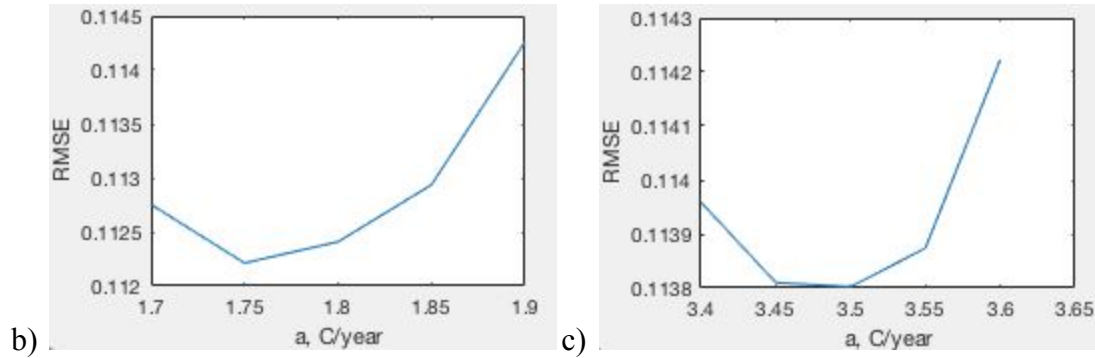 b)
0.1145
0.114
0.1135
0.113
0.1125
0.112
RMSE
1.7 1.75 1.8 1.85 1.9
a, C/year
c)
0.1143
0.1142
0.1141
0.114
0.1139
0.1138
RMSE
3.4 3.45 3.5 3.55 3.6 3.65
a, C/year